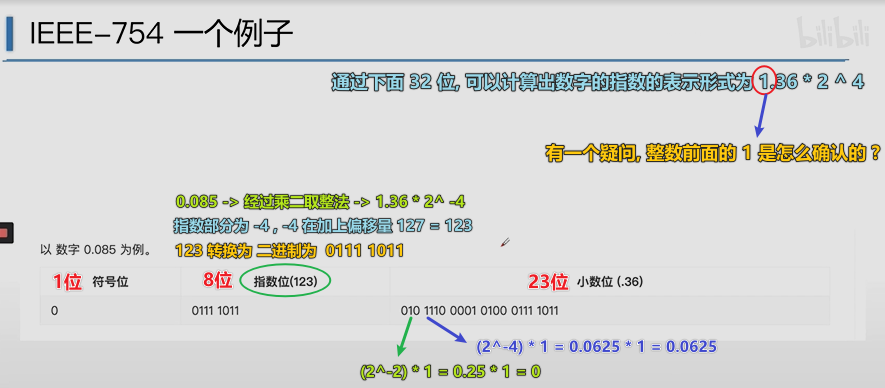 IEEE-754 一个例子
bilibili
通过下面 32 位, 可以计算出数字的指数的表示形式为 1.36 * 2 ^ 4
有一个疑问, 整数前面的 1 是怎么确认的 ?
0.085 -> 经过乘二取整法 -> 1.36 * 2^ -4
指数部分为 -4 , -4 在加上偏移量 127 = 123
以 数字 0.085 为例。 123 转换为 二进制为 0111 1011
1位 符号位 8位 指数位(123) 23位 小数位 (.36)
0 0111 1011 010 1110 0001 0100 0111 1011
(2^-4) * 1 = 0.0625 * 1 = 0.0625
(2^-2) * 1 = 0.25 * 1 = 0